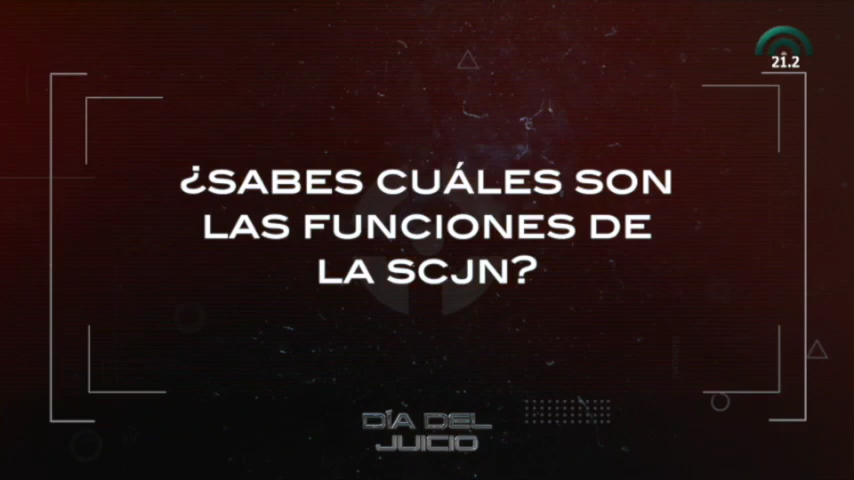 21.2
¿SABES CUÁLES SON
LAS FUNCIONES DE
LA SCJN?
DÍA DEL
JUICIO